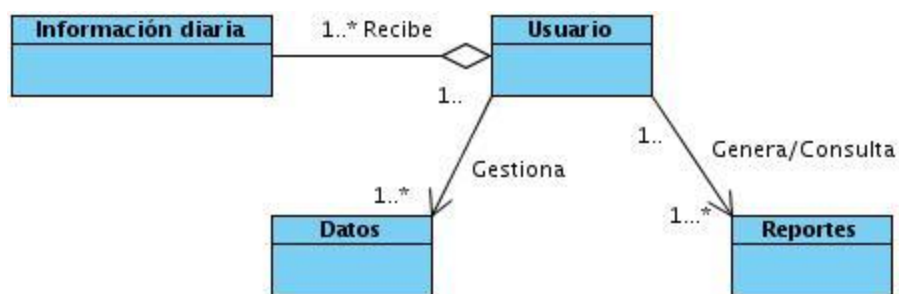 Información diaria
1..* Recibe
Usuario
1..
1..
Genera/Consulta
Gestiona
1..*
1...*
Datos
Reportes